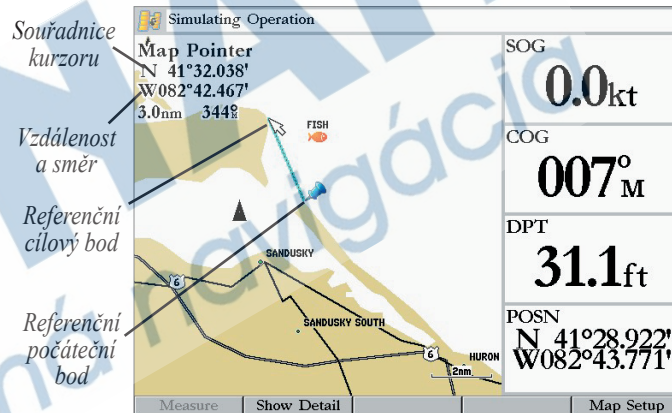 Simulating Operation
Souřadnice
kurzoru
Map Pointer
N 41°32.038'
W082°42.467'
3.0nm 344°M
Vzdálenost
a směr
Referenční
cílový bod
Referenční
počáteční
bod
FISH
SANDUSKY
SANDUSKY SOUTH
HURON
6
6
2nm
SOG
0.0kt
COG
007°M
DPT
31.1ft
POSN
N 41°28.922'
W082°43.771'
Measure
Show Detail
Map Setup
ná navigácia